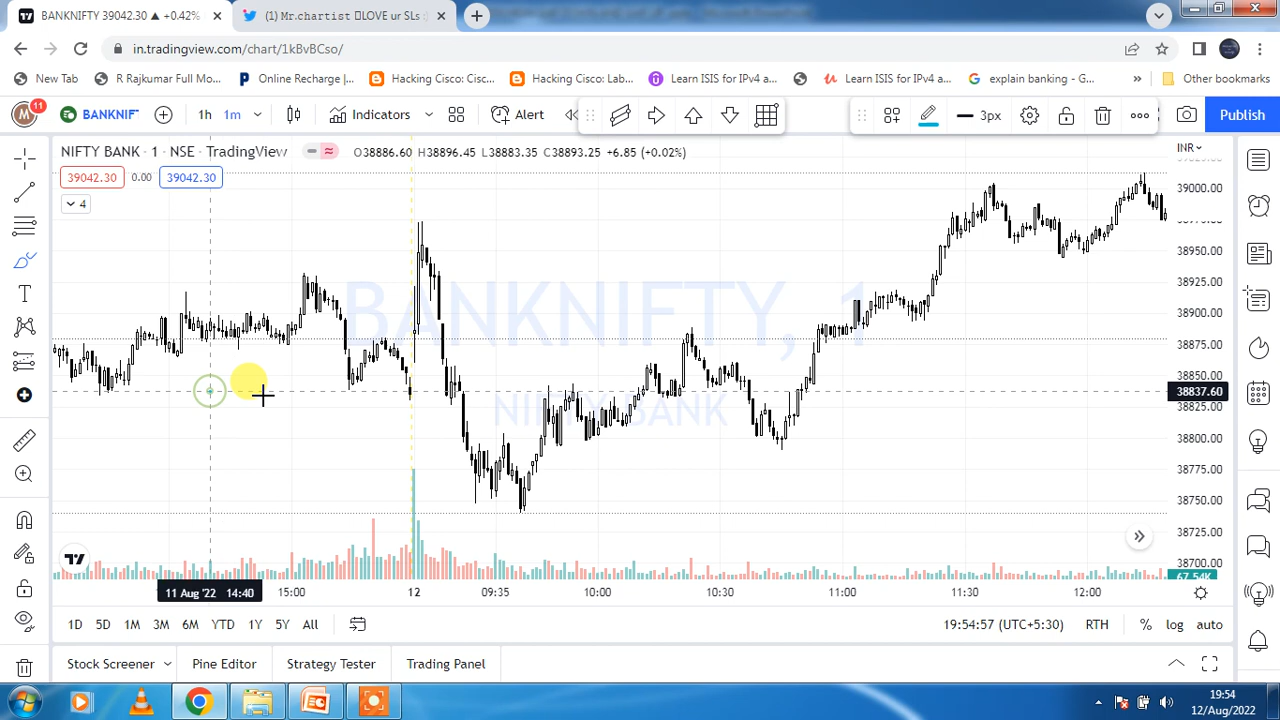 BANKNIFTY 39042.30 ▲ +0.42%
(1) Mr.chartist LOVE ur SLs :
in.tradingview.com/chart/1kBvBCso/
New Tab
R Rajkumar Full Mo...
Online Recharge |...
Hacking Cisco: Cisc...
Hacking Cisco: Lab...
Learn ISIS for IPv4 a...
Learn ISIS for IPv4 a...
explain banking - G...
»
Other bookmarks
M
11
BANKNIF
1h
1m
Indicators
Alert
3px
Publish
NIFTY BANK · 1 · NSE · TradingView
O38886.60 H38896.45 L38883.35 C38893.25 +6.85 (+0.02%)
INR
39042.30
0.00
39042.30
4
39000.00
38950.00
38925.00
38900.00
38875.00
38850.00
38837.60
38825.00
38800.00
38775.00
38750.00
38725.00
38700.00
67.54K
BANKNIFTY, 1
NIFTY BANK
11 Aug '22 14:40
15:00
12
09:35
10:00
10:30
11:00
11:30
12:00
1D
5D
1M
3M
6M
YTD
1Y
5Y
All
19:54:57 (UTC+5:30)
RTH
%
log
auto
Stock Screener
Pine Editor
Strategy Tester
Trading Panel
19:54
12/Aug/2022